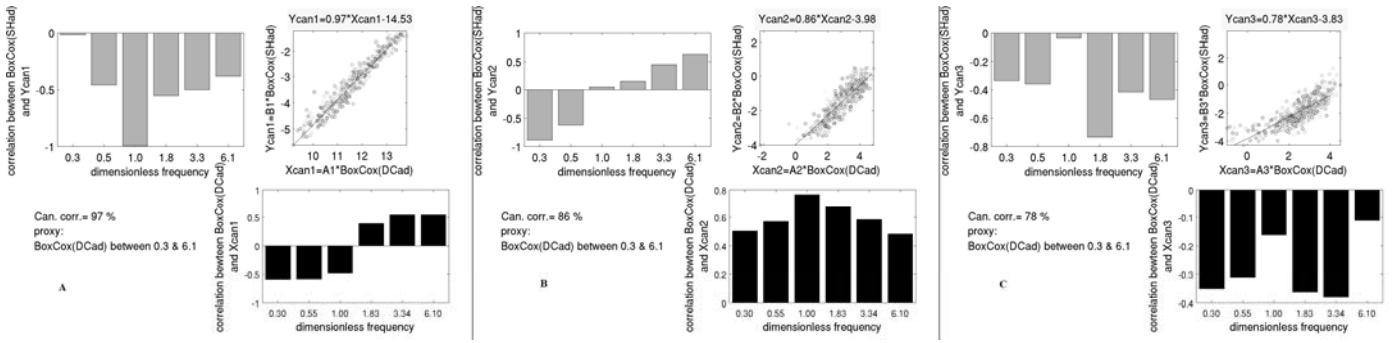 correlation bewteen BoxCox(SHad)
and Ycan1
0
-0.5
-1
0.3 0.5 1.0 1.8 3.3 6.1
dimensionless frequency
Ycan1=0.97*Xcan1-14.53
Ycan1=B1*BoxCox(SHad)
-2
-3
-4
-5
10 11 12 13
Xcan1=A1*BoxCox(DCad)
Can. corr.= 97 %
proxy:
BoxCox(DCad) between 0.3 & 6.1
A
correlation bewteen BoxCox(DCad)
and Xcan1
1
0.5
0
-0.5
-1
0.30 0.55 1.00 1.83 3.34 6.10
dimensionless frequency
correlation bewteen BoxCox(SHad)
and Ycan2
1
0.5
0
-0.5
-1
0.3 0.5 1.0 1.8 3.3 6.1
dimensionless frequency
Ycan2=0.86*Xcan2-3.98
Ycan2=B2*BoxCox(SHad)
2
0
-2
-4
-2 0 2 4
Xcan2=A2*BoxCox(DCad)
Can. corr.= 86 %
proxy:
BoxCox(DCad) between 0.3 & 6.1
B
correlation bewteen BoxCox(DCad)
and Xcan2
0.8
0.6
0.4
0.2
0
0.30 0.55 1.00 1.83 3.34 6.10
dimensionless frequency
correlation bewteen BoxCox(SHad)
and Ycan3
0
-0.2
-0.4
-0.6
-0.8
0.3 0.5 1.0 1.8 3.3 6.1
dimensionless frequency
Ycan3=0.78*Xcan3-3.83
Ycan3=B3*BoxCox(SHad)
2
0
-2
-4
0 2 4
Xcan3=A3*BoxCox(DCad)
Can. corr.= 78 %
proxy:
BoxCox(DCad) between 0.3 & 6.1
C
correlation bewteen BoxCox(DCad)
and Xcan3
0
-0.1
-0.2
-0.3
-0.4
0.30 0.55 1.00 1.83 3.34 6.10
dimensionless frequency